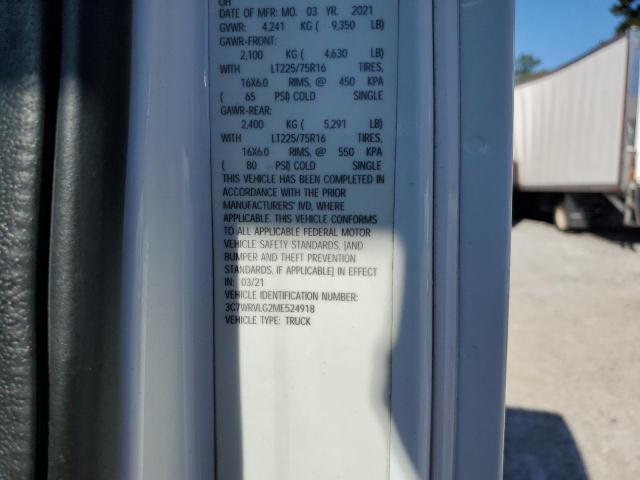 OH
DATE OF MFR: MO. 03 YR. 2021
GVWR: 4,241 KG ( 9,350 LB)
GAWR-FRONT:
2,100 KG ( 4,630 LB)
WITH LT225/75R16 TIRES,
16X6.0 RIMS, @ 450 KPA
( 65 PSI) COLD SINGLE
GAWR-REAR:
2,400 KG ( 5,291 LB)
WITH LT225/75R16 TIRES,
16X6.0 RIMS, @ 550 KPA
( 80 PSI) COLD SINGLE
THIS VEHICLE HAS BEEN COMPLETED IN
ACCORDANCE WITH THE PRIOR
MANUFACTURERS' IVD, WHERE
APPLICABLE. THIS VEHICLE CONFORMS
TO ALL APPLICABLE FEDERAL MOTOR
VEHICLE SAFETY STANDARDS, [AND
BUMPER AND THEFT PREVENTION
STANDARDS, IF APPLICABLE] IN EFFECT
IN: 03/21
VEHICLE IDENTIFICATION NUMBER:
3C7WRVLG2ME524918
VEHICLE TYPE: TRUCK